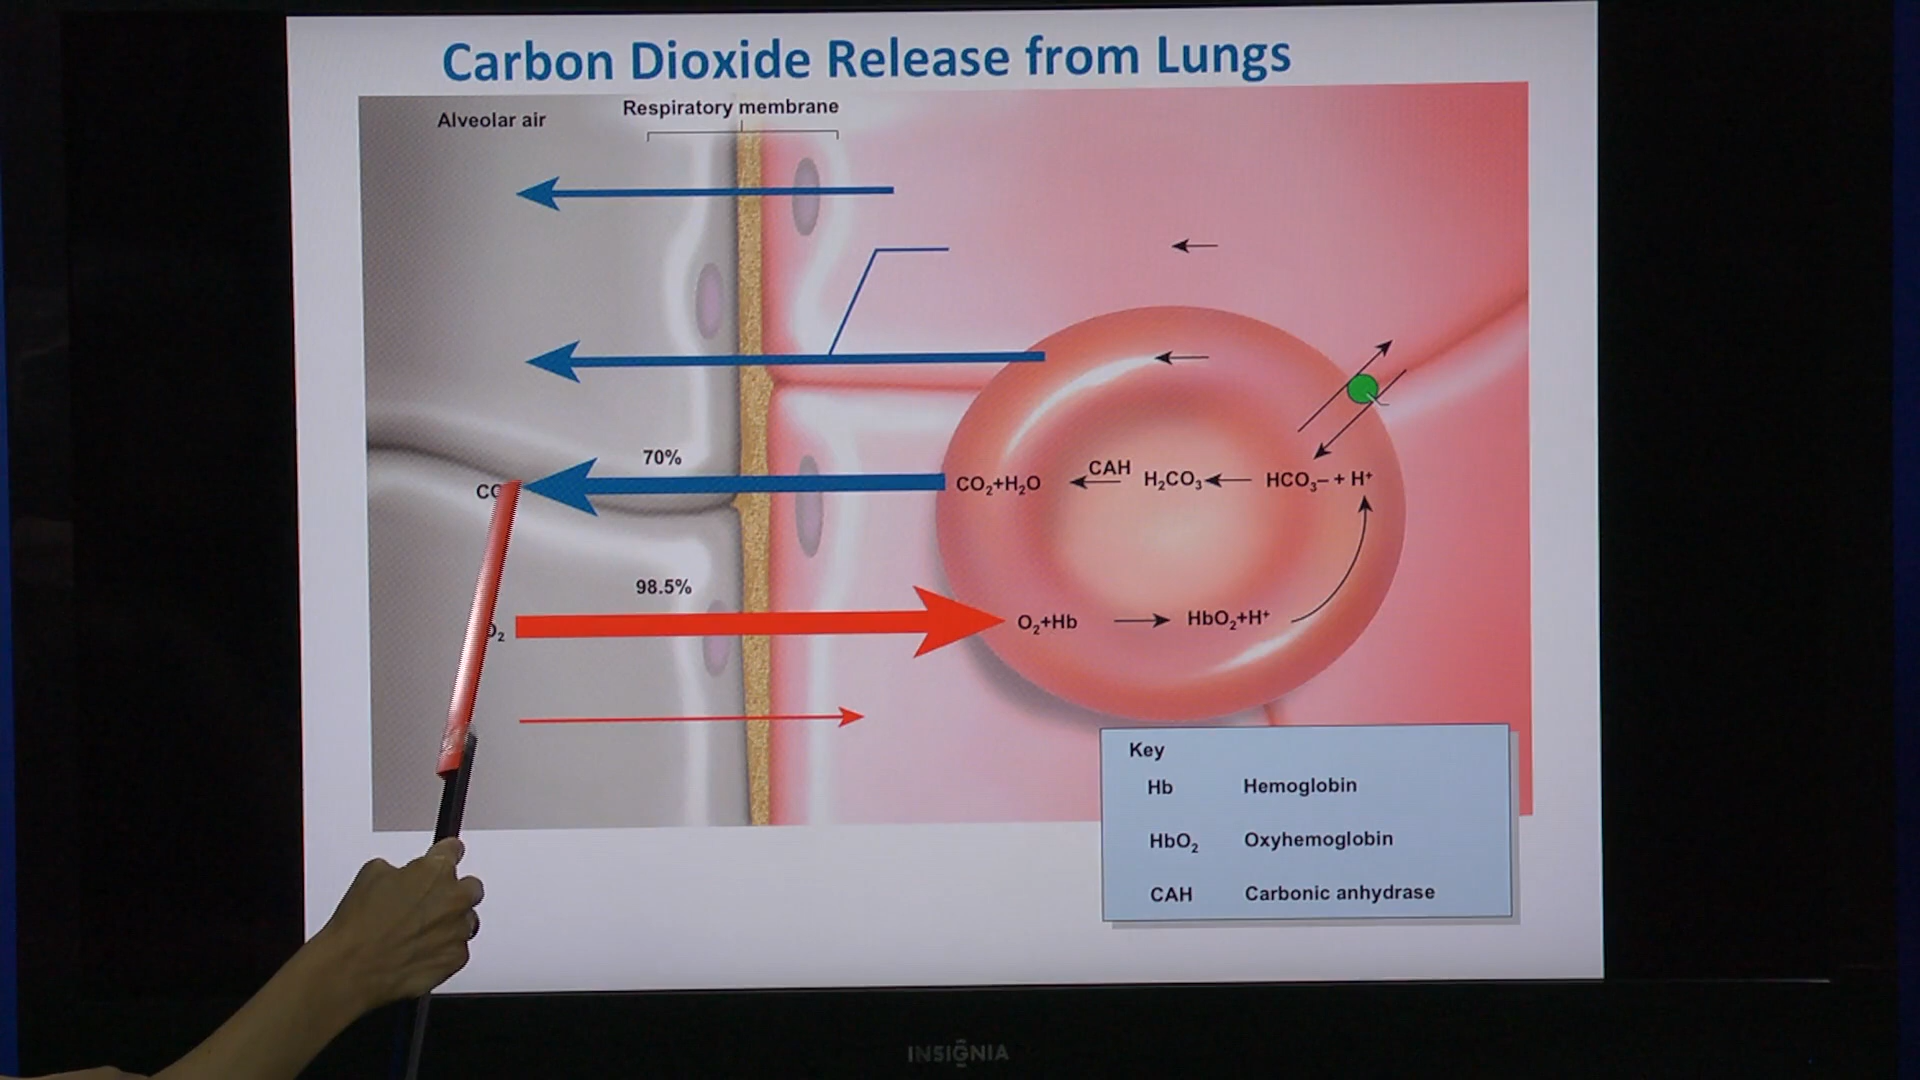 Carbon Dioxide Release from Lungs
Alveolar air
Respiratory membrane
70%
CO₂+H₂O
CAH
H₂CO₃
HCO₃– + H⁺
98.5%
O₂+Hb
HbO₂+H⁺
Key
Hb Hemoglobin
HbO₂ Oxyhemoglobin
CAH Carbonic anhydrase
INSIGNIA